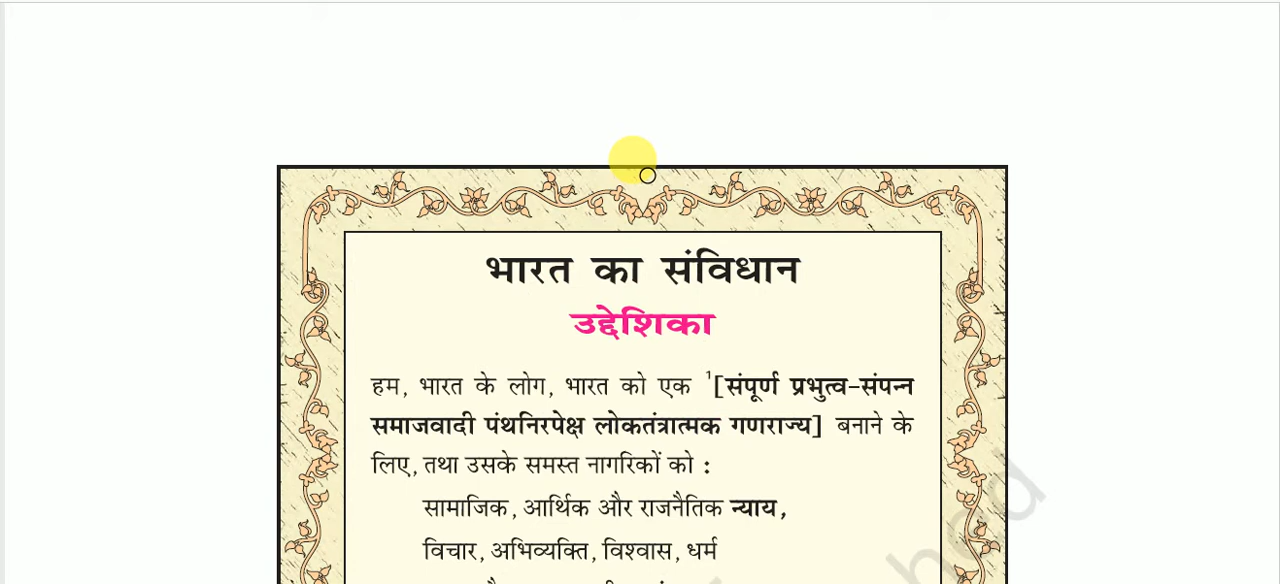 भारत का संविधान
उद्देशिका
हम, भारत के लोग, भारत को एक ¹[संपूर्ण प्रभुत्व-संपन्न
समाजवादी पंथनिरपेक्ष लोकतंत्रात्मक गणराज्य] बनाने के
लिए, तथा उसके समस्त नागरिकों को :
सामाजिक, आर्थिक और राजनैतिक न्याय,
विचार, अभिव्यक्ति, विश्वास, धर्म